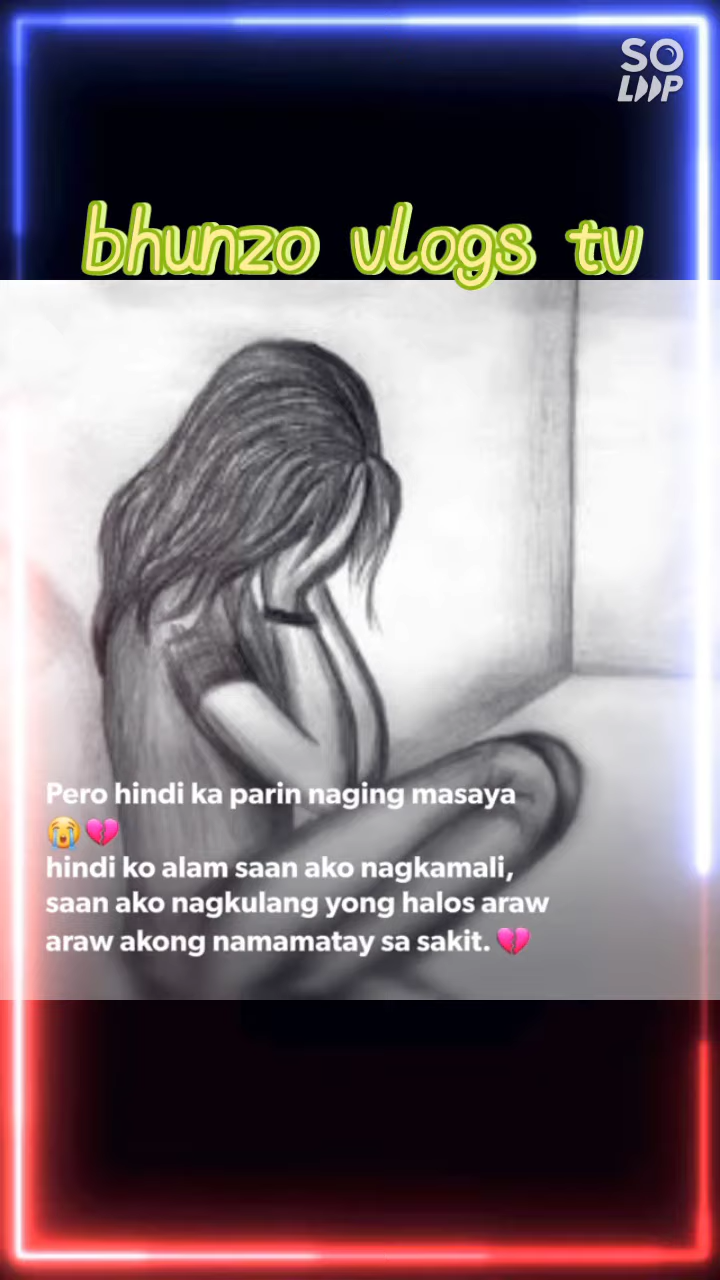 SO
LOOP
bhunzo vlogs tv
Pero hindi ka parin naging masaya
😭💔
hindi ko alam saan ako nagkamali,
saan ako nagkulang yong halos araw
araw akong namamatay sa sakit. 💔